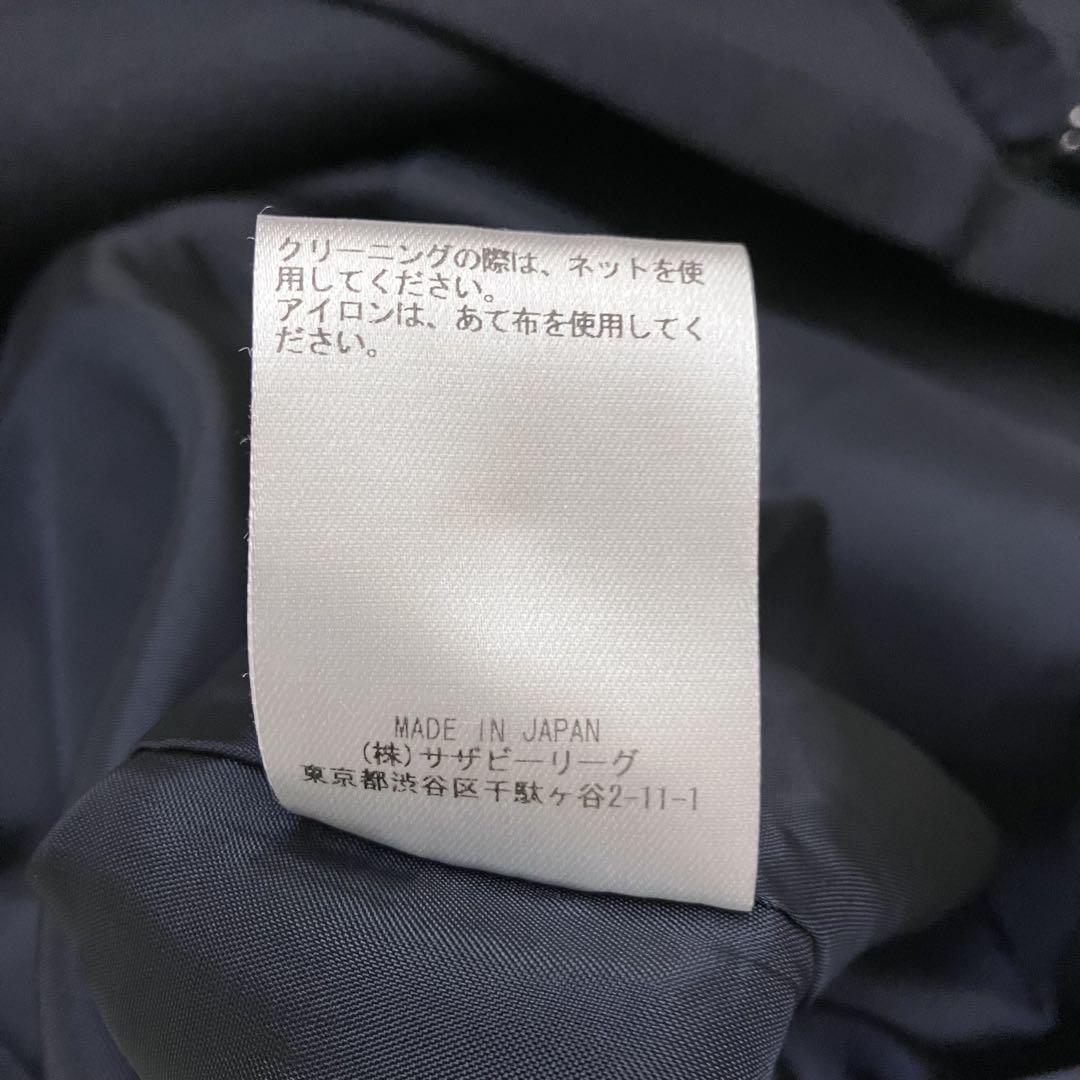 クリーニングの際は、ネットを使
用してください。
アイロンは、あて布を使用してく
ださい。
MADE IN JAPAN
(株)サザビーリーグ
東京都渋谷区千駄ヶ谷2-11-1